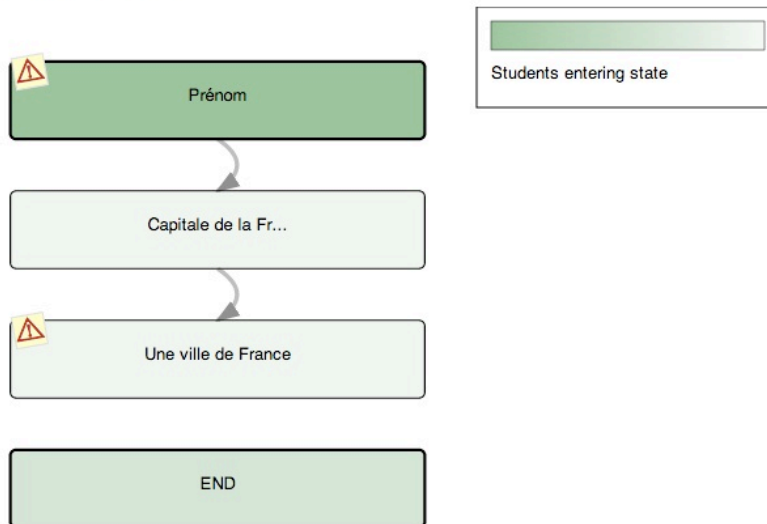 Prénom
Students entering state
Capitale de la Fr...
Une ville de France
END